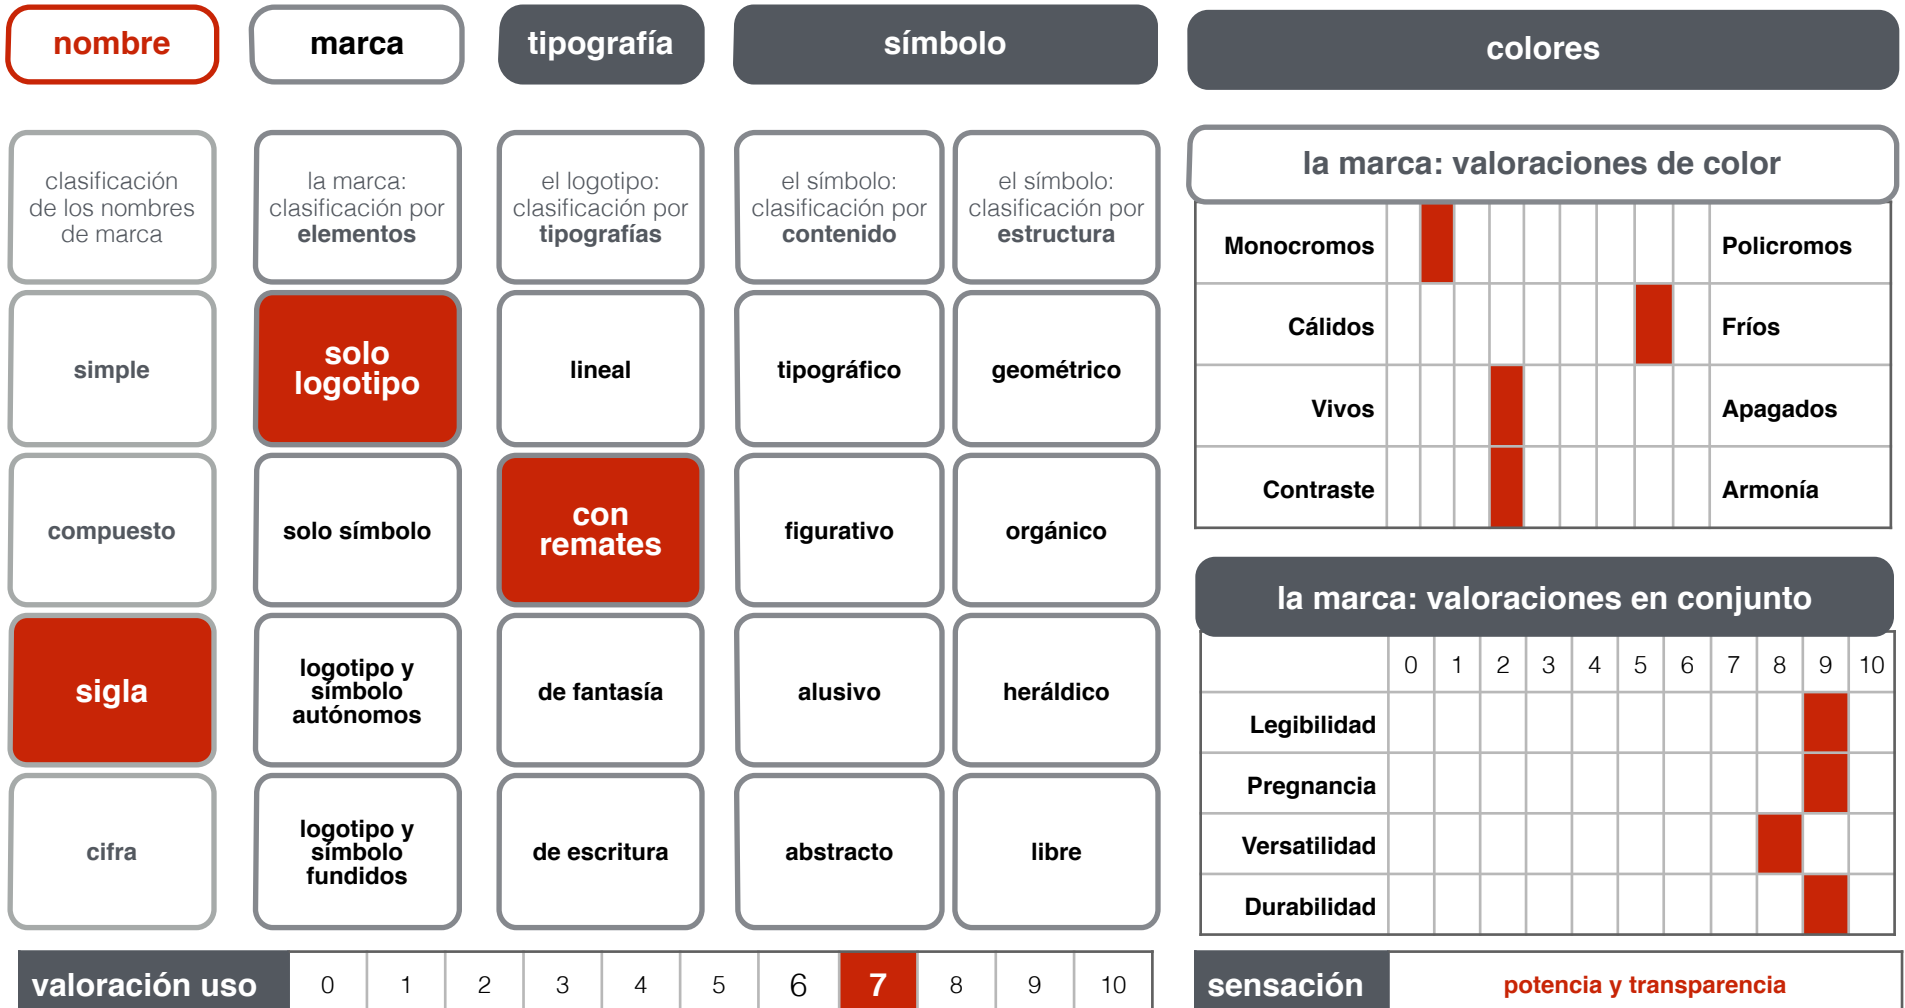 nombre
marca
tipografía
símbolo
colores
clasificación
de los nombres
de marca
la marca:
clasificación por
elementos
el logotipo:
clasificación por
tipografías
el símbolo:
clasificación por
contenido
el símbolo:
clasificación por
estructura
simple
solo
logotipo
lineal
tipográfico
geométrico
compuesto
solo símbolo
con
remates
figurativo
orgánico
sigla
logotipo y
símbolo
autónomos
de fantasía
alusivo
heráldico
cifra
logotipo y
símbolo
fundidos
de escritura
abstracto
libre
valoración uso 0 1 2 3 4 5 6 7 8 9 10
la marca: valoraciones de color
Monocromos Policromos
Cálidos Fríos
Vivos Apagados
Contraste Armonía
la marca: valoraciones en conjunto
0 1 2 3 4 5 6 7 8 9 10
Legibilidad
Pregnancia
Versatilidad
Durabilidad
sensación potencia y transparencia